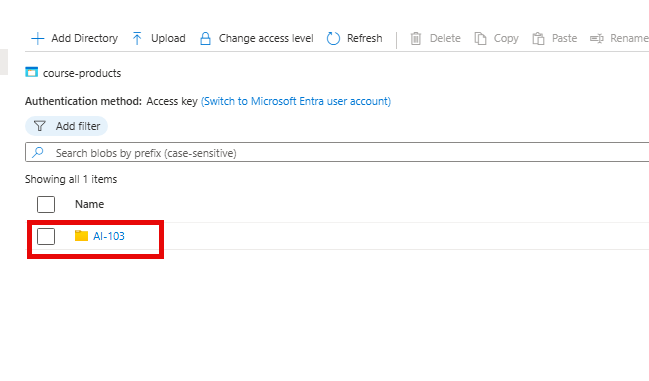 Add Directory Upload Change access level Refresh Delete Copy Paste Rename
course-products
Authentication method: Access key (Switch to Microsoft Entra user account)
Add filter
Search blobs by prefix (case-sensitive)
Showing all 1 items
Name
AI-103